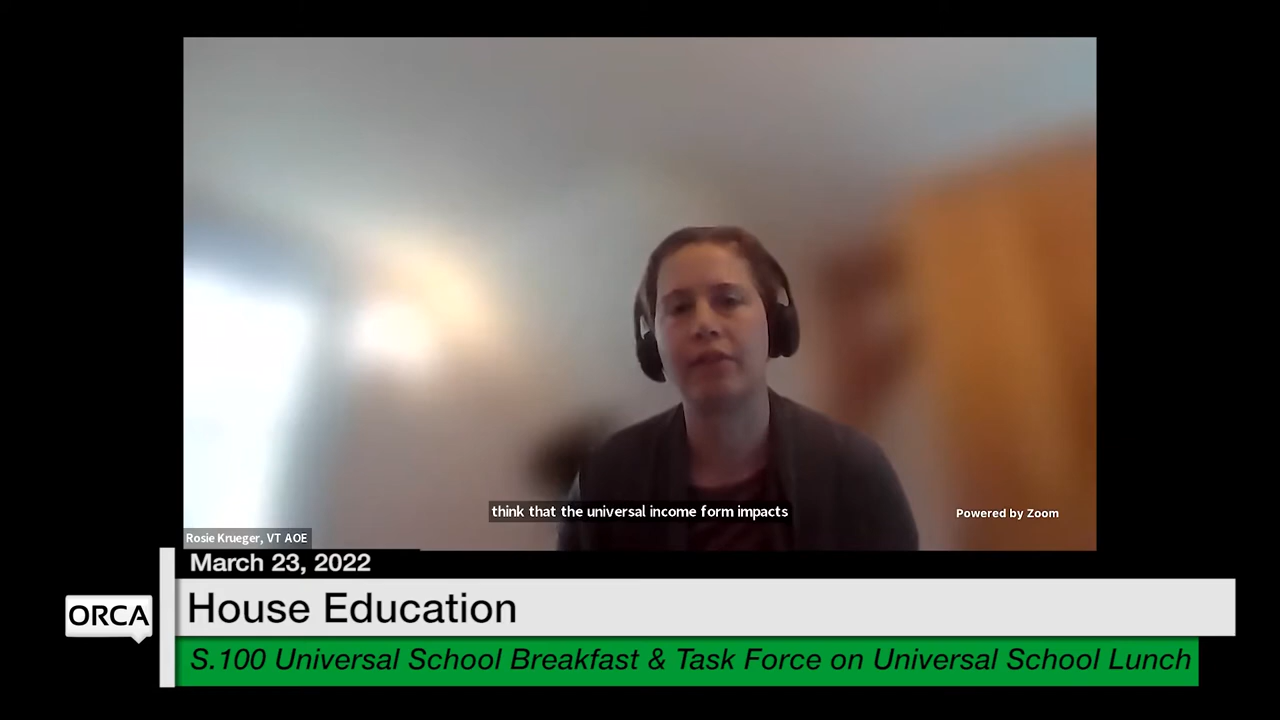 think that the universal income form impacts
Powered by Zoom
Rosie Krueger, VT AOE
March 23, 2022
ORCA
House Education
S.100 Universal School Breakfast & Task Force on Universal School Lunch